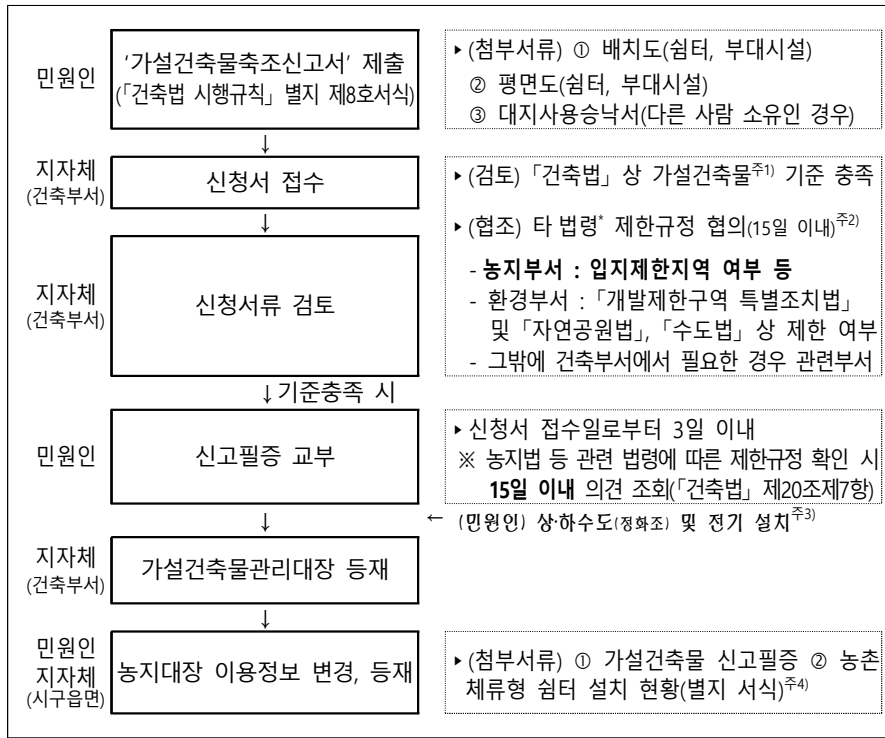 민원인
'가설건축물축조신고서' 제출
(「건축법 시행규칙」 별지 제8호서식)
▸ (첨부서류) ① 배치도(쉼터, 부대시설)
② 평면도(쉼터, 부대시설)
③ 대지사용승낙서(다른 사람 소유인 경우)
↓
지자체
(건축부서)
신청서 접수
▸ (검토) 「건축법」 상 가설건축물주1) 기준 충족
↓
▸ (협조) 타 법령* 제한규정 협의(15일 이내)주2)
지자체
(건축부서)
신청서류 검토
- 농지부서 : 입지제한지역 여부 등
- 환경부서 : 「개발제한구역 특별조치법」
및 「자연공원법」, 「수도법」 상 제한 여부
- 그밖에 건축부서에서 필요한 경우 관련부서
↓기준충족 시
민원인
신고필증 교부
▸ 신청서 접수일로부터 3일 이내
※ 농지법 등 관련 법령에 따른 제한규정 확인 시
15일 이내 의견 조회(「건축법」 제20조제7항)
↓
← (민원인) 상·하수도(정화조) 및 전기 설치주3)
지자체
(건축부서)
가설건축물관리대장 등재
↓
민원인
지자체
(시구읍면)
농지대장 이용정보 변경, 등재
▸ (첨부서류) ① 가설건축물 신고필증 ② 농촌
체류형 쉼터 설치 현황(별지 서식)주4)